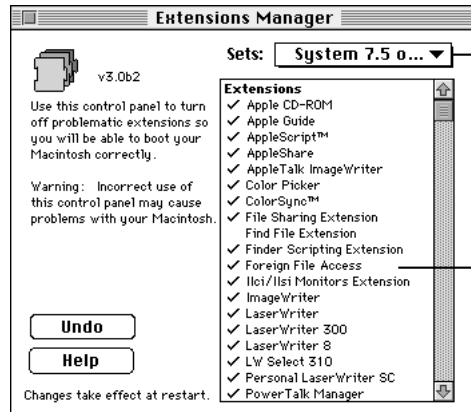 Extensions Manager
Sets: System 7.5 o...
v3.0b2
Use this control panel to turn
off problematic extensions so
you will be able to boot your
Macintosh correctly.
Warning: Incorrect use of
this control panel may cause
problems with your Macintosh.
Undo
Help
Changes take effect at restart.
Extensions
✓ Apple CD-ROM
✓ Apple Guide
✓ AppleScript™
✓ AppleShare
✓ AppleTalk ImageWriter
✓ Color Picker
✓ ColorSync™
✓ File Sharing Extension
Find File Extension
✓ Finder Scripting Extension
✓ Foreign File Access
✓ IIci/IIsi Monitors Extension
✓ ImageWriter
✓ LaserWriter
✓ LaserWriter 300
✓ LaserWriter 8
✓ LW Select 310
✓ Personal LaserWriter SC
✓ PowerTalk Manager